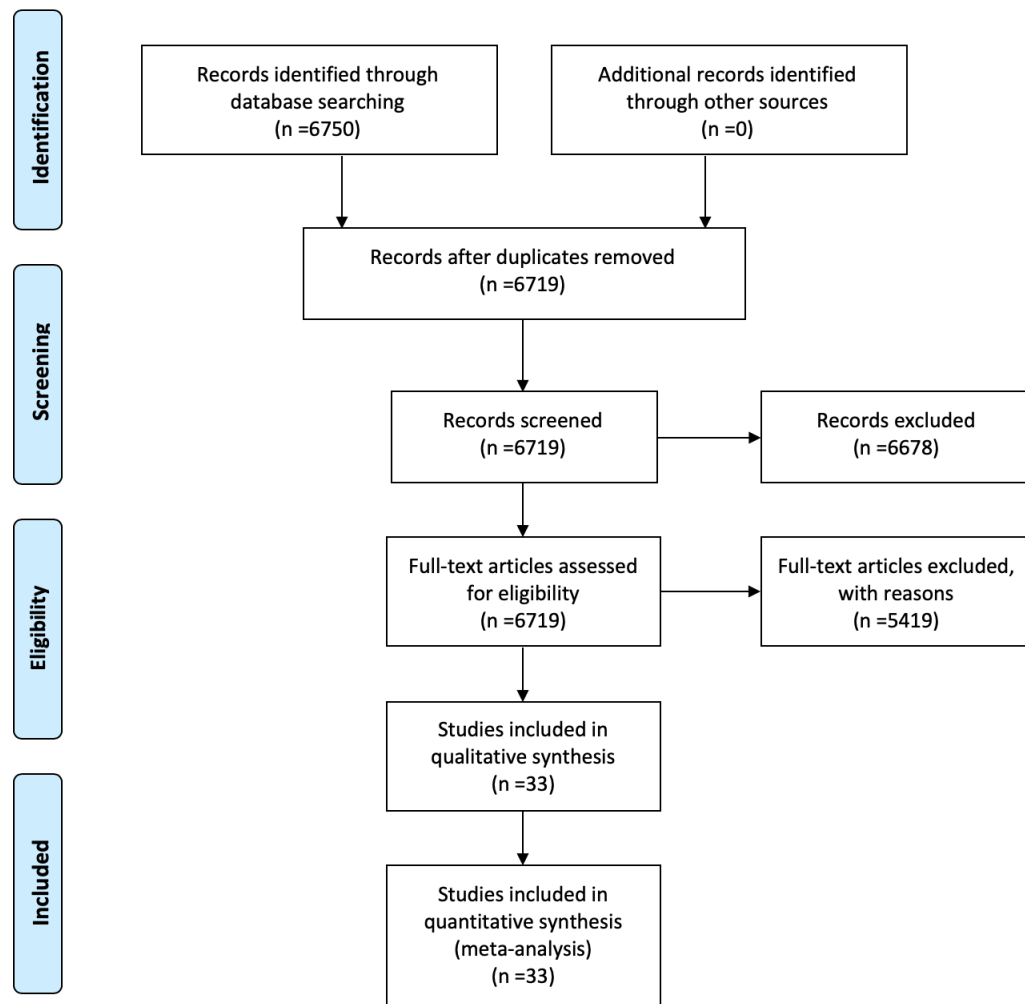 Identification
Records identified through
database searching
(n =6750)
Additional records identified
through other sources
(n =0)
Records after duplicates removed
(n =6719)
Screening
Records screened
(n =6719)
Records excluded
(n =6678)
Eligibility
Full-text articles assessed
for eligibility
(n =6719)
Full-text articles excluded,
with reasons
(n =5419)
Studies included in
qualitative synthesis
(n =33)
Included
Studies included in
quantitative synthesis
(meta-analysis)
(n =33)